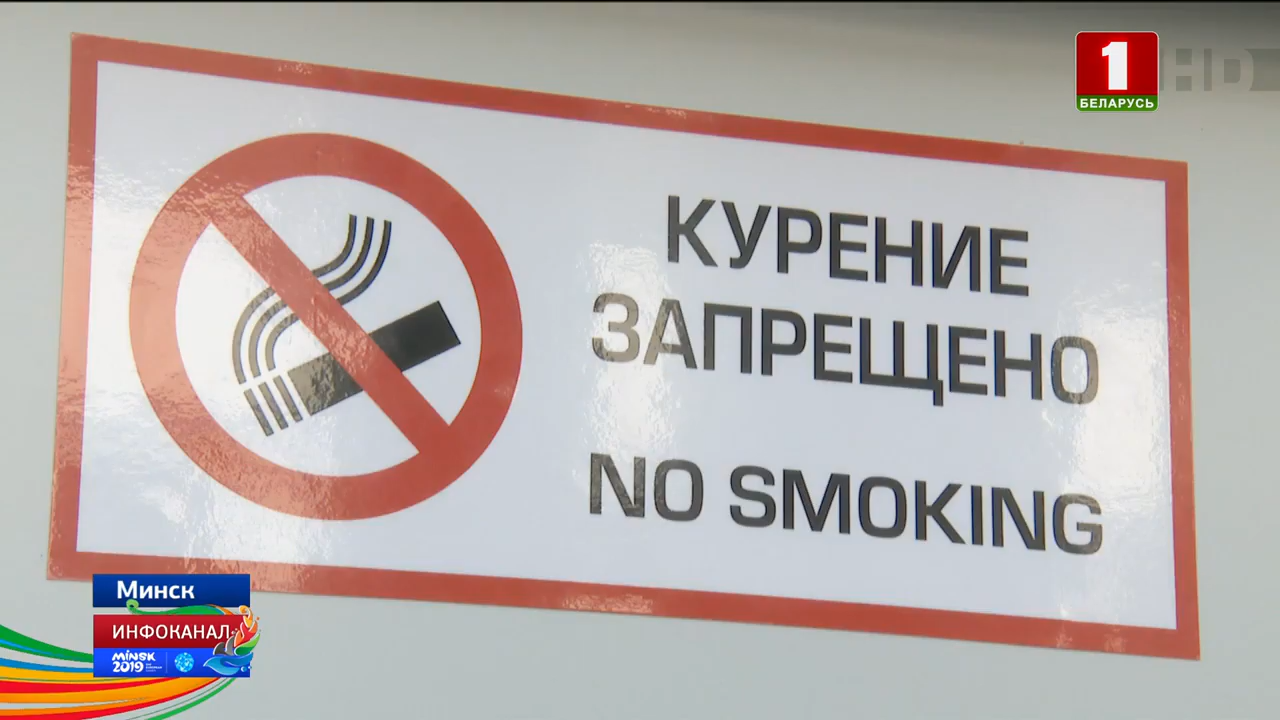 1
HD
БЕЛАРУСЬ
КУРЕНИЕ
ЗАПРЕЩЕНО
NO SMOKING
Минск
ИНФОКАНАЛ
MINSK
2019